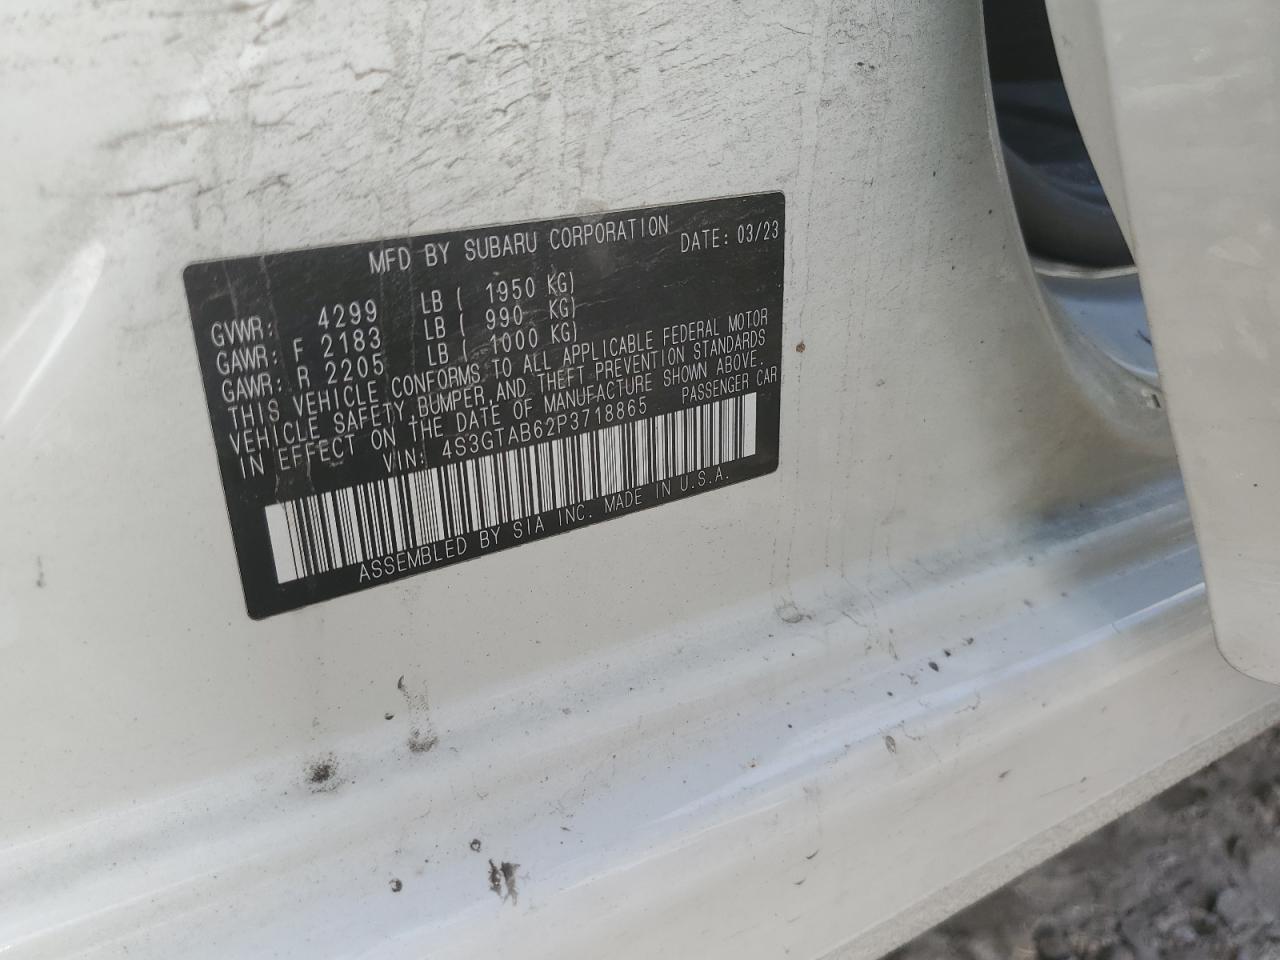 MFD BY SUBARU CORPORATION DATE: 03/23
GVWR: 4299 LB ( 1950 KG)
GAWR: F 2183 LB ( 990 KG)
GAWR: R 2205 LB ( 1000 KG)
THIS VEHICLE CONFORMS TO ALL APPLICABLE FEDERAL MOTOR
VEHICLE SAFETY, BUMPER, AND THEFT PREVENTION STANDARDS
IN EFFECT ON THE DATE OF MANUFACTURE SHOWN ABOVE.
VIN: 4S3GTAB62P3718865 PASSENGER CAR
ASSEMBLED BY SIA INC. MADE IN U.S.A.